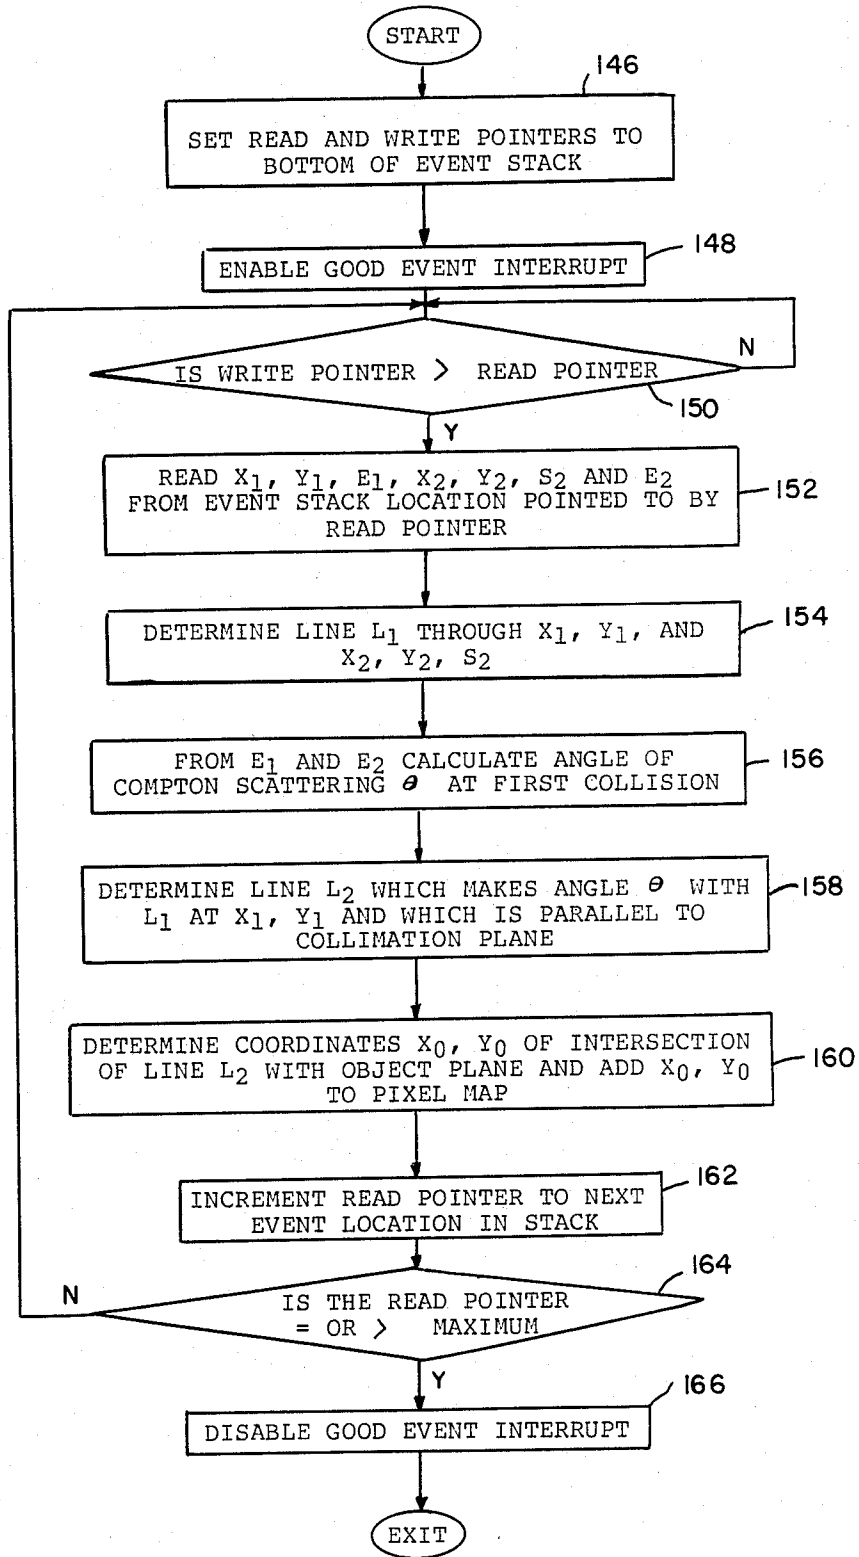 START
146
SET READ AND WRITE POINTERS TO
BOTTOM OF EVENT STACK
148
ENABLE GOOD EVENT INTERRUPT
N
IS WRITE POINTER > READ POINTER
150
Y
READ X1, Y1, E1, X2, Y2, S2 AND E2
FROM EVENT STACK LOCATION POINTED TO BY
READ POINTER
152
DETERMINE LINE L1 THROUGH X1, Y1, AND
X2, Y2, S2
154
FROM E1 AND E2 CALCULATE ANGLE OF
COMPTON SCATTERING θ AT FIRST COLLISION
156
DETERMINE LINE L2 WHICH MAKES ANGLE θ WITH
L1 AT X1, Y1 AND WHICH IS PARALLEL TO
COLLIMATION PLANE
158
DETERMINE COORDINATES X0, Y0 OF INTERSECTION
OF LINE L2 WITH OBJECT PLANE AND ADD X0, Y0
TO PIXEL MAP
160
162
INCREMENT READ POINTER TO NEXT
EVENT LOCATION IN STACK
164
N
IS THE READ POINTER
= OR > MAXIMUM
Y
166
DISABLE GOOD EVENT INTERRUPT
EXIT